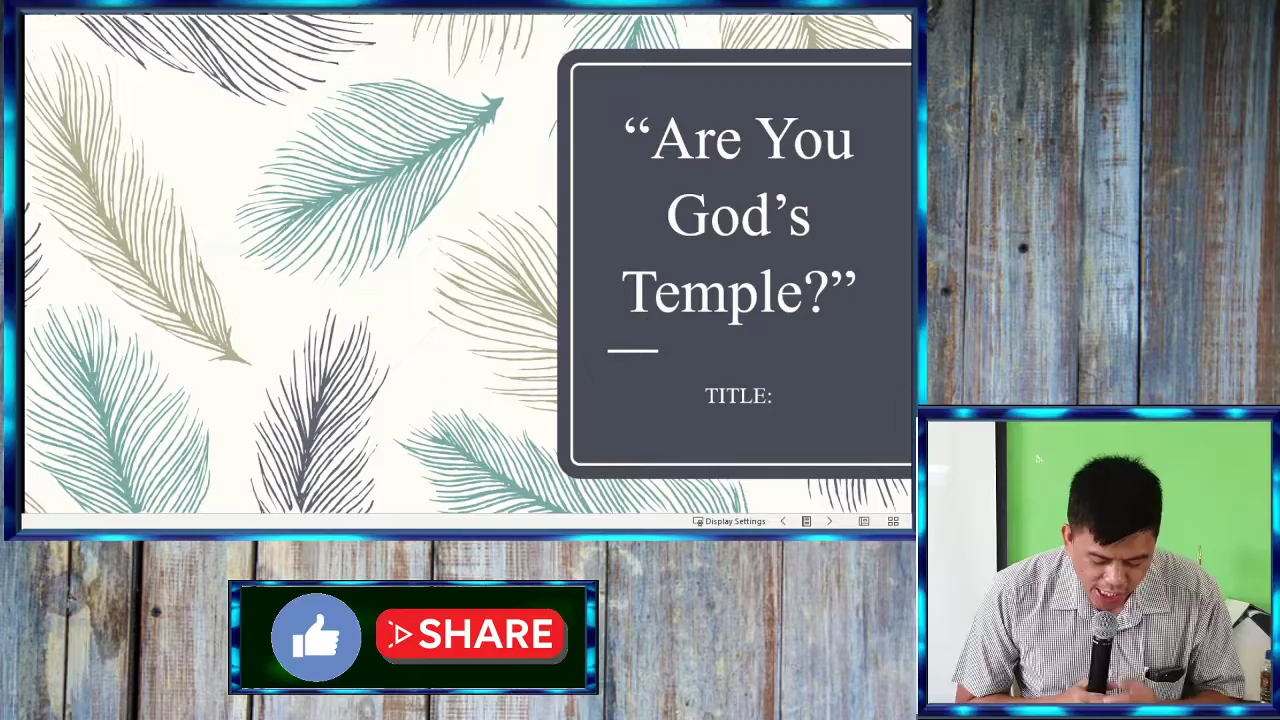 “Are You
God’s
Temple?”
TITLE:
Display Settings
SHARE